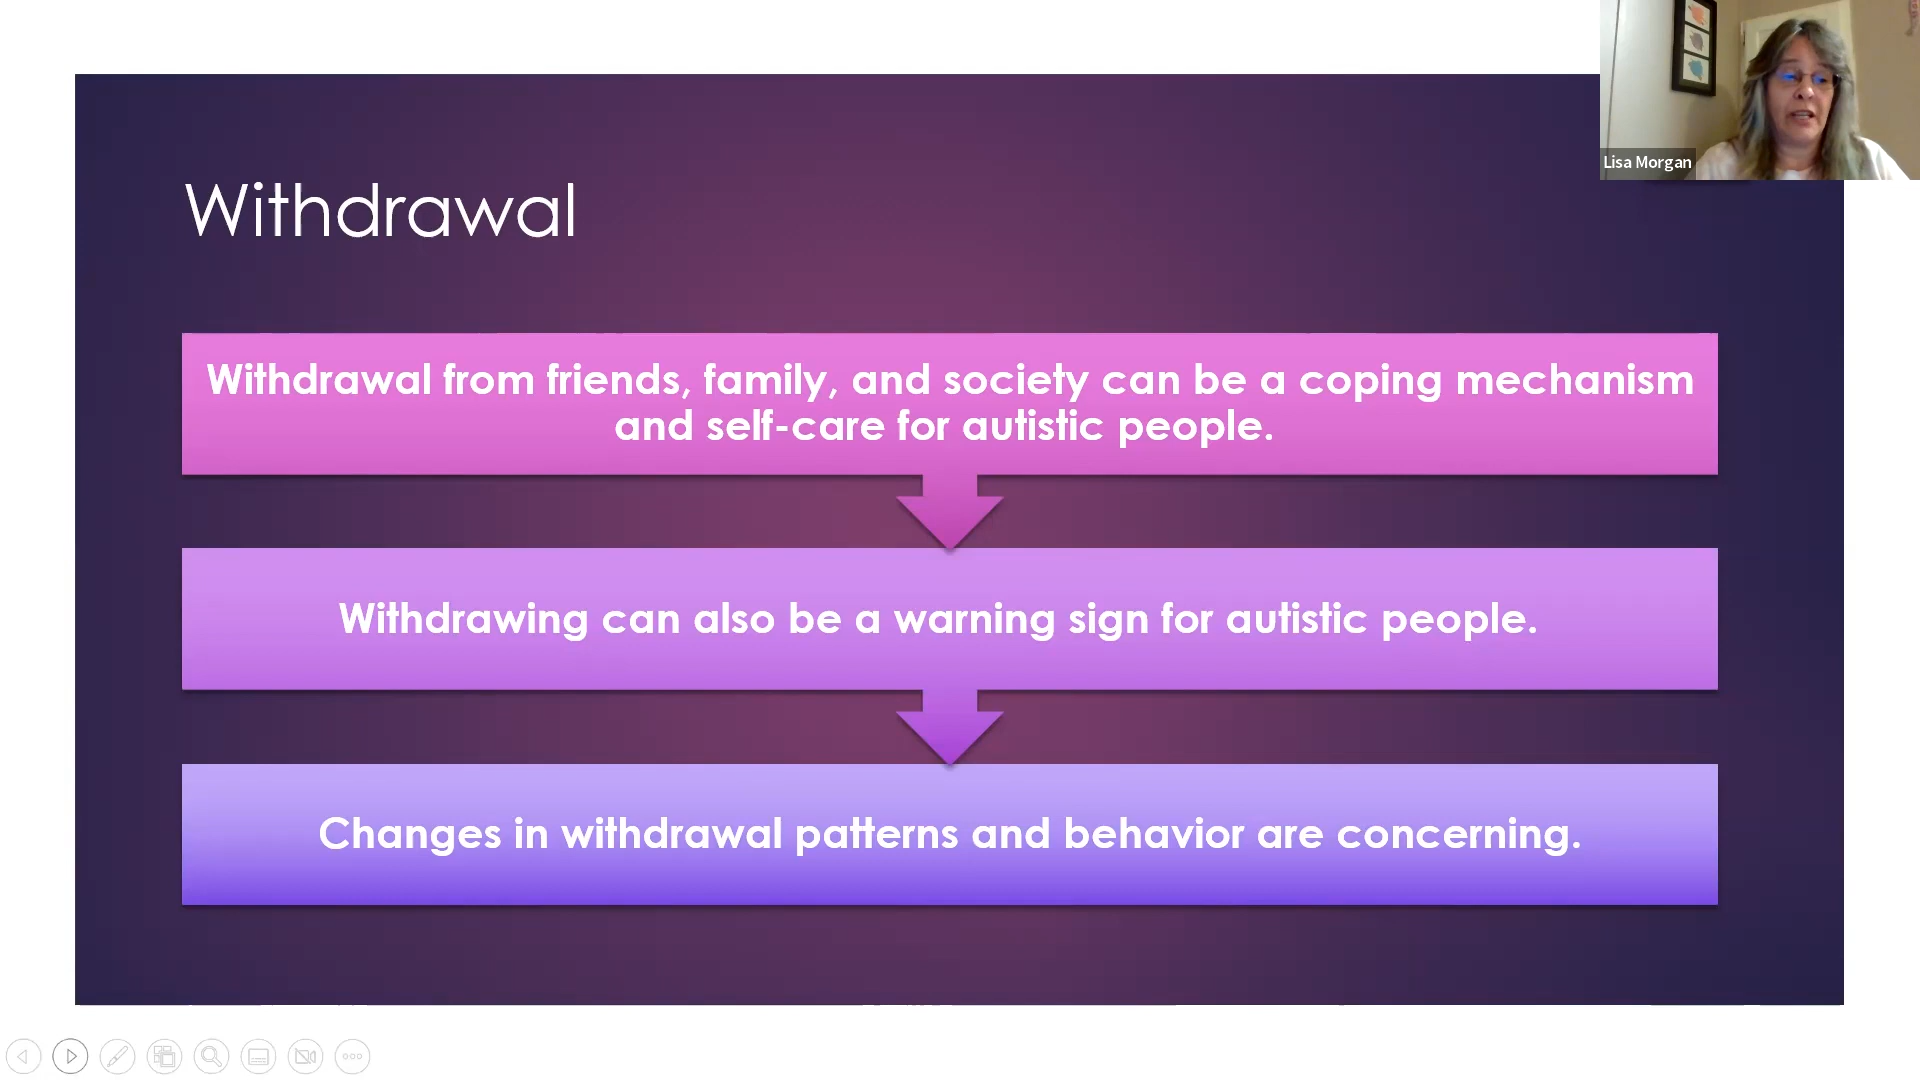 Lisa Morgan
Withdrawal
Withdrawal from friends, family, and society can be a coping mechanism
and self-care for autistic people.
Withdrawing can also be a warning sign for autistic people.
Changes in withdrawal patterns and behavior are concerning.